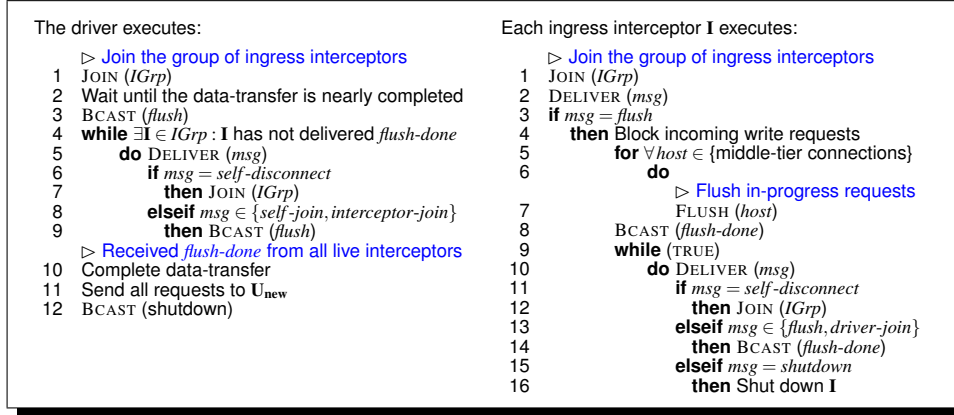 The driver executes:
▷ Join the group of ingress interceptors
1 JOIN (IGrp)
2 Wait until the data-transfer is nearly completed
3 BCAST (flush)
4 while ∃I ∈ IGrp : I has not delivered flush-done
5 do DELIVER (msg)
6 if msg = self-disconnect
7 then JOIN (IGrp)
8 elseif msg ∈ {self-join, interceptor-join}
9 then BCAST (flush)
▷ Received flush-done from all live interceptors
10 Complete data-transfer
11 Send all requests to Unew
12 BCAST (shutdown)
Each ingress interceptor I executes:
▷ Join the group of ingress interceptors
1 JOIN (IGrp)
2 DELIVER (msg)
3 if msg = flush
4 then Block incoming write requests
5 for ∀host ∈ {middle-tier connections}
6 do
▷ Flush in-progress requests
7 FLUSH (host)
8 BCAST (flush-done)
9 while (TRUE)
10 do DELIVER (msg)
11 if msg = self-disconnect
12 then JOIN (IGrp)
13 elseif msg ∈ {flush, driver-join}
14 then BCAST (flush-done)
15 elseif msg = shutdown
16 then Shut down I